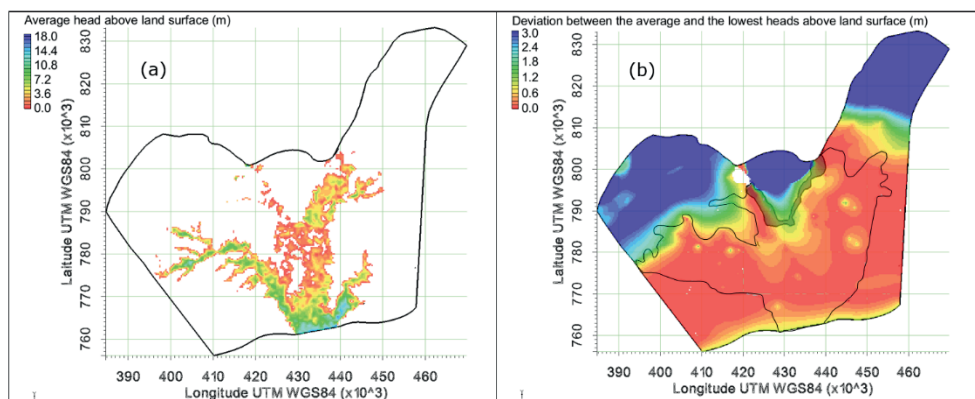 Average head above land surface (m)
18.0
14.4
10.8
7.2
3.6
0.0
(a)
Laitude UTM WGS84 (x10^3)
830
820
810
800
790
780
770
760
390 400 410 420 430 440 450 460
Longitude UTM WGS84 (x10^3)
Deviation between the average and the lowest heads above land surface (m)
3.0
2.4
1.8
1.2
0.6
0.0
(b)
Laitude UTM WGS84 (x10^3)
830
820
810
800
790
780
770
760
390 400 410 420 430 440 450 460
Longitude UTM WGS84 (x10^3)